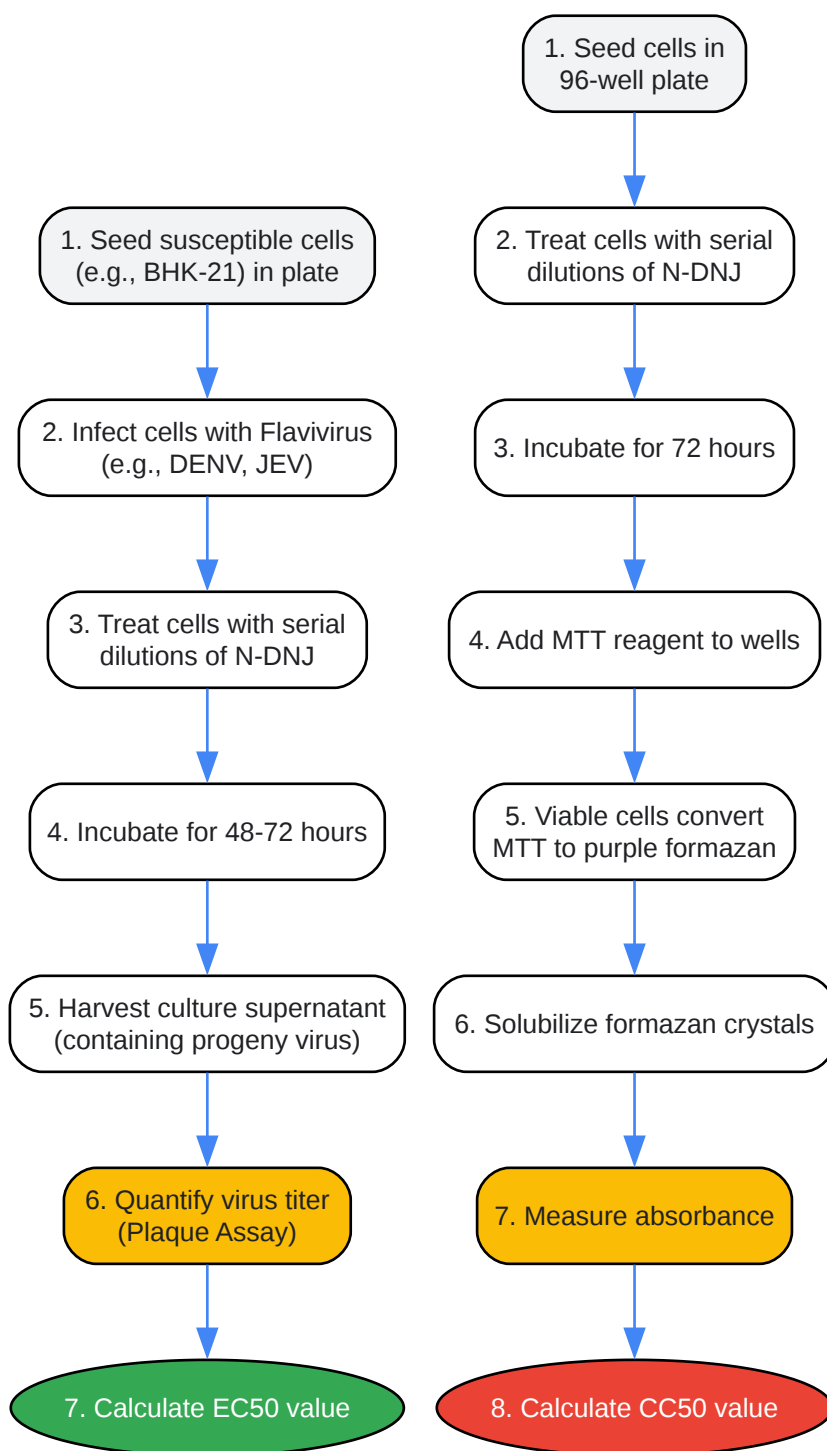 1. Seed susceptible cells
(e.g., BHK-21) in plate
2. Infect cells with Flavivirus
(e.g., DENV, JEV)
3. Treat cells with serial
dilutions of N-DNJ
4. Incubate for 48-72 hours
5. Harvest culture supernatant
(containing progeny virus)
6. Quantify virus titer
(Plaque Assay)
7. Calculate EC50 value
1. Seed cells in
96-well plate
2. Treat cells with serial
dilutions of N-DNJ
3. Incubate for 72 hours
4. Add MTT reagent to wells
5. Viable cells convert
MTT to purple formazan
6. Solubilize formazan crystals
7. Measure absorbance
8. Calculate CC50 value